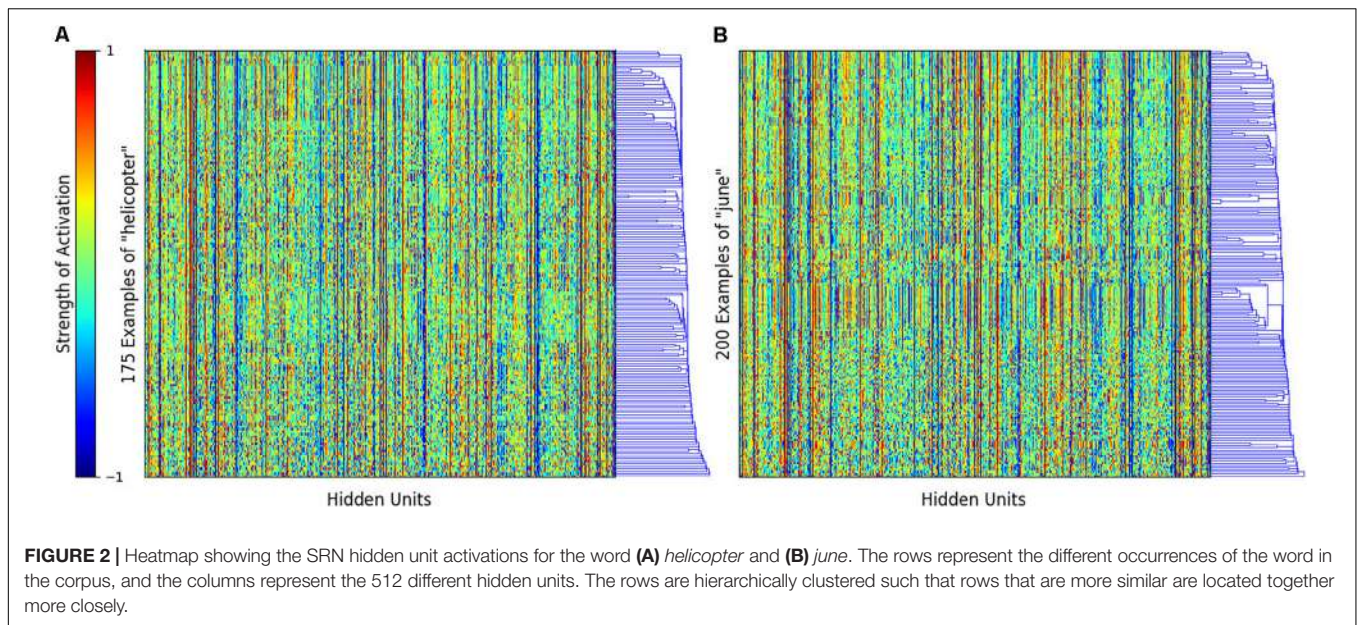 A
B
1
Strength of Activation
−1
175 Examples of "helicopter"
Hidden Units
200 Examples of "june"
Hidden Units
FIGURE 2 | Heatmap showing the SRN hidden unit activations for the word (A) helicopter and (B) june. The rows represent the different occurrences of the word in
the corpus, and the columns represent the 512 different hidden units. The rows are hierarchically clustered such that rows that are more similar are located together
more closely.